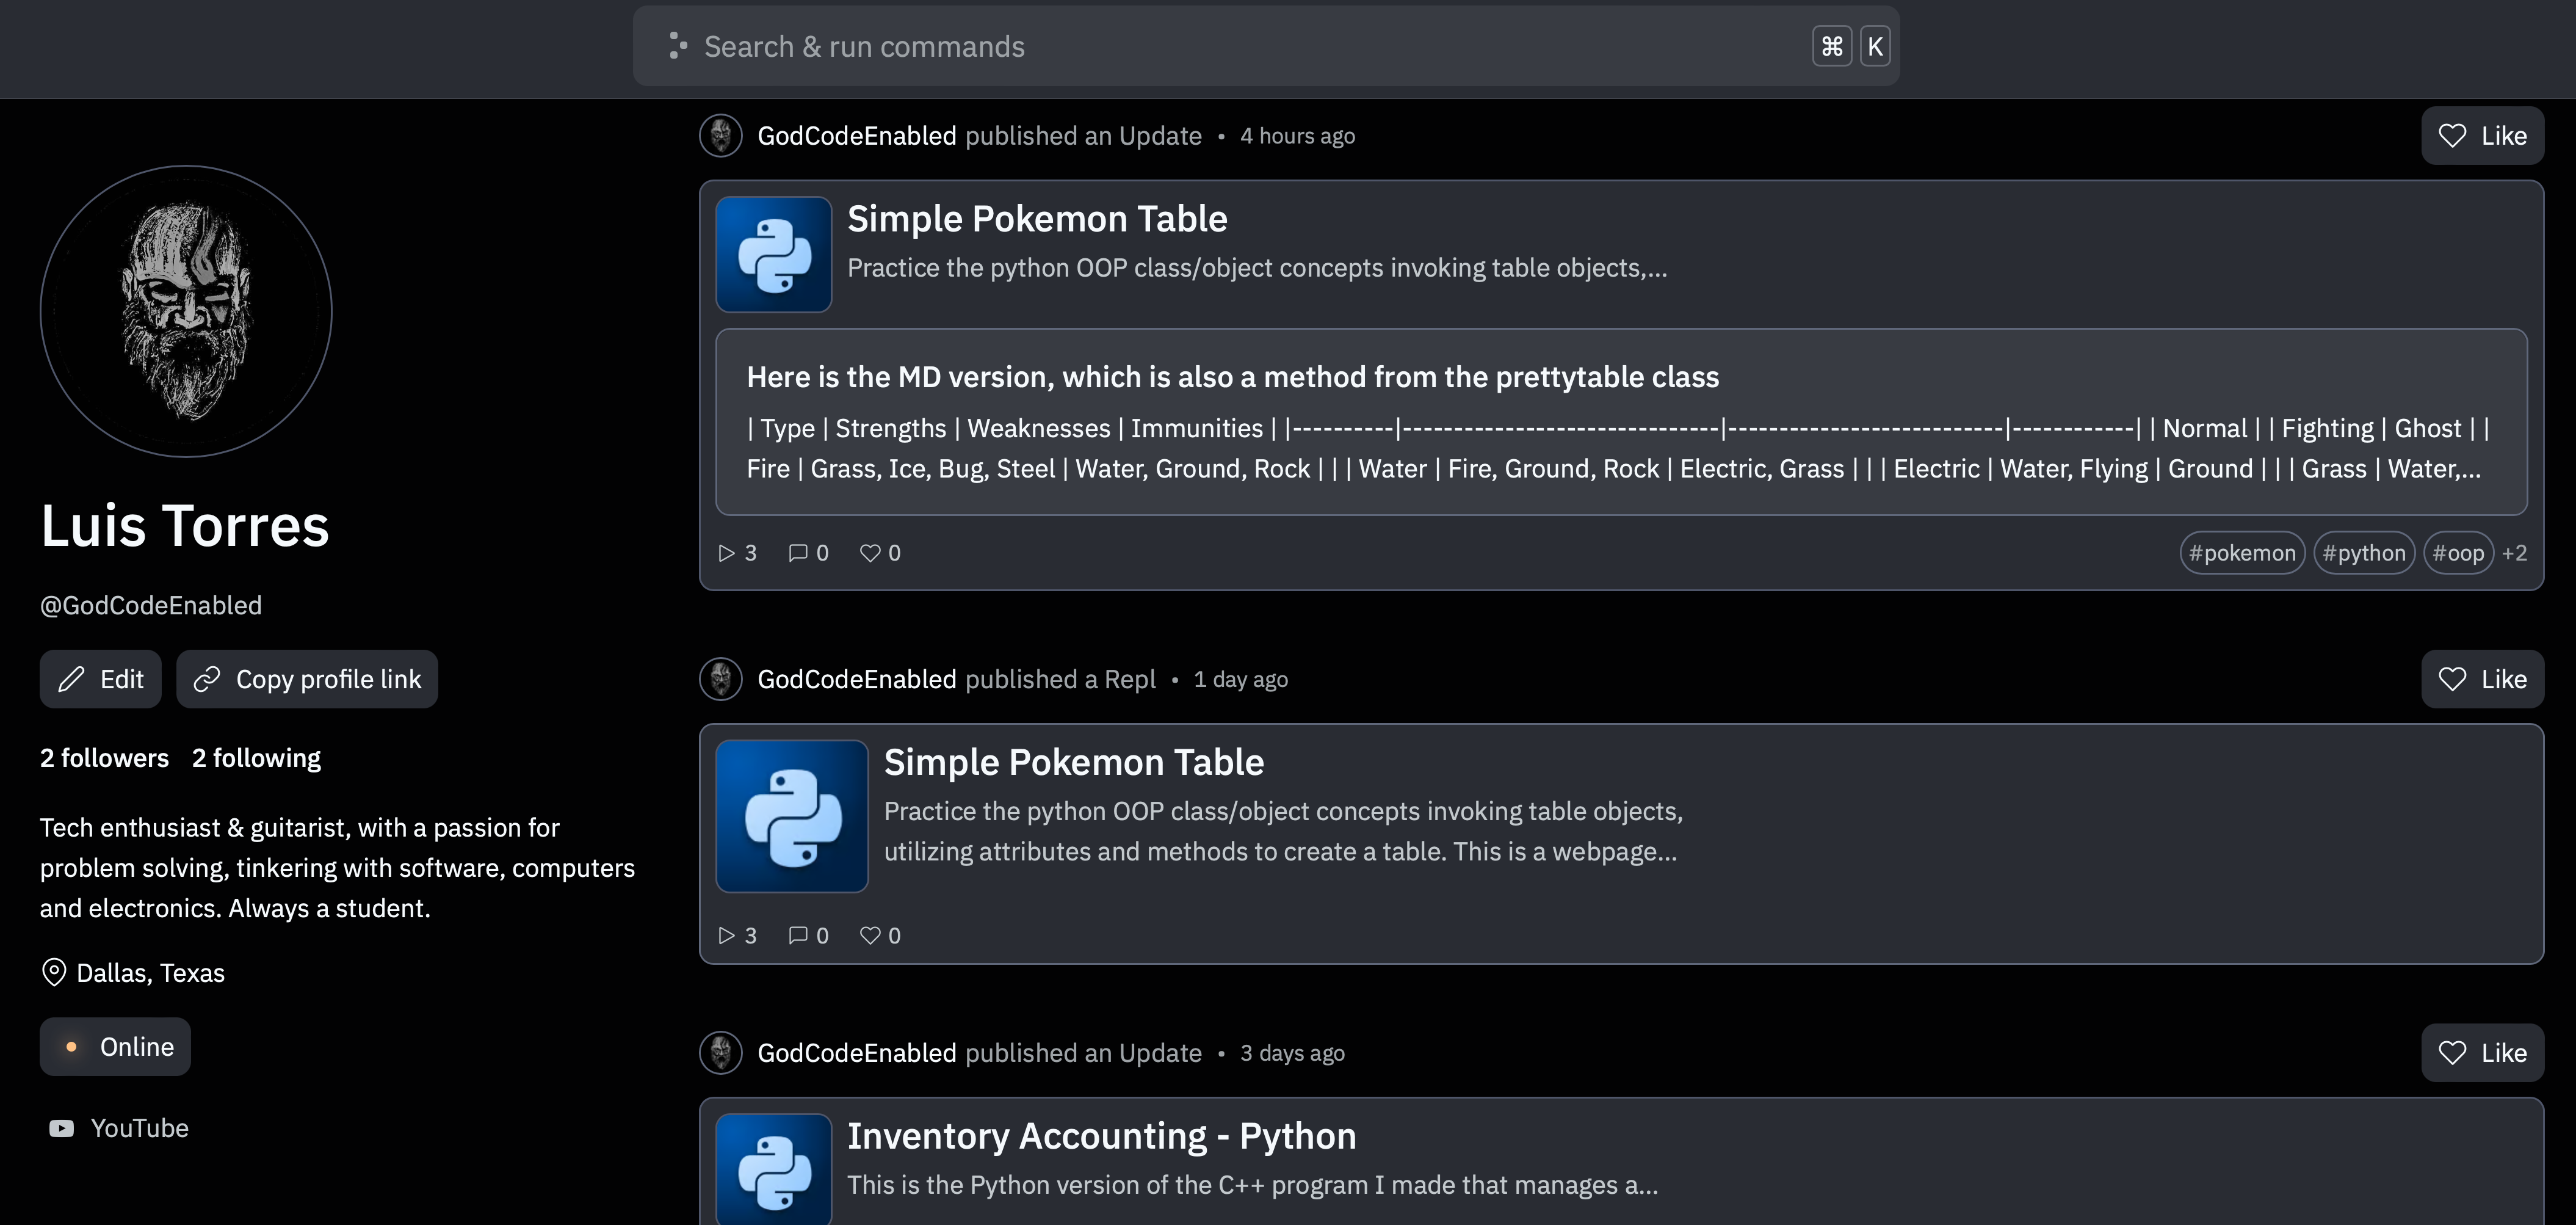 Search & run commands
⌘ K
Luis Torres
@GodCodeEnabled
Edit
Copy profile link
2 followers 2 following
Tech enthusiast & guitarist, with a passion for
problem solving, tinkering with software, computers
and electronics. Always a student.
Dallas, Texas
Online
YouTube
GodCodeEnabled published an Update • 4 hours ago
Like
Simple Pokemon Table
Practice the python OOP class/object concepts invoking table objects,...
Here is the MD version, which is also a method from the prettytable class
| Type | Strengths | Weaknesses | Immunities | |----------|-------------------------------|---------------------------|------------| | Normal | | Fighting | Ghost | |
Fire | Grass, Ice, Bug, Steel | Water, Ground, Rock | | | Water | Fire, Ground, Rock | Electric, Grass | | | Electric | Water, Flying | Ground | | | Grass | Water,...
3 0 0
#pokemon #python #oop +2
GodCodeEnabled published a Repl • 1 day ago
Like
Simple Pokemon Table
Practice the python OOP class/object concepts invoking table objects,
utilizing attributes and methods to create a table. This is a webpage...
3 0 0
GodCodeEnabled published an Update • 3 days ago
Like
Inventory Accounting - Python
This is the Python version of the C++ program I made that manages a...